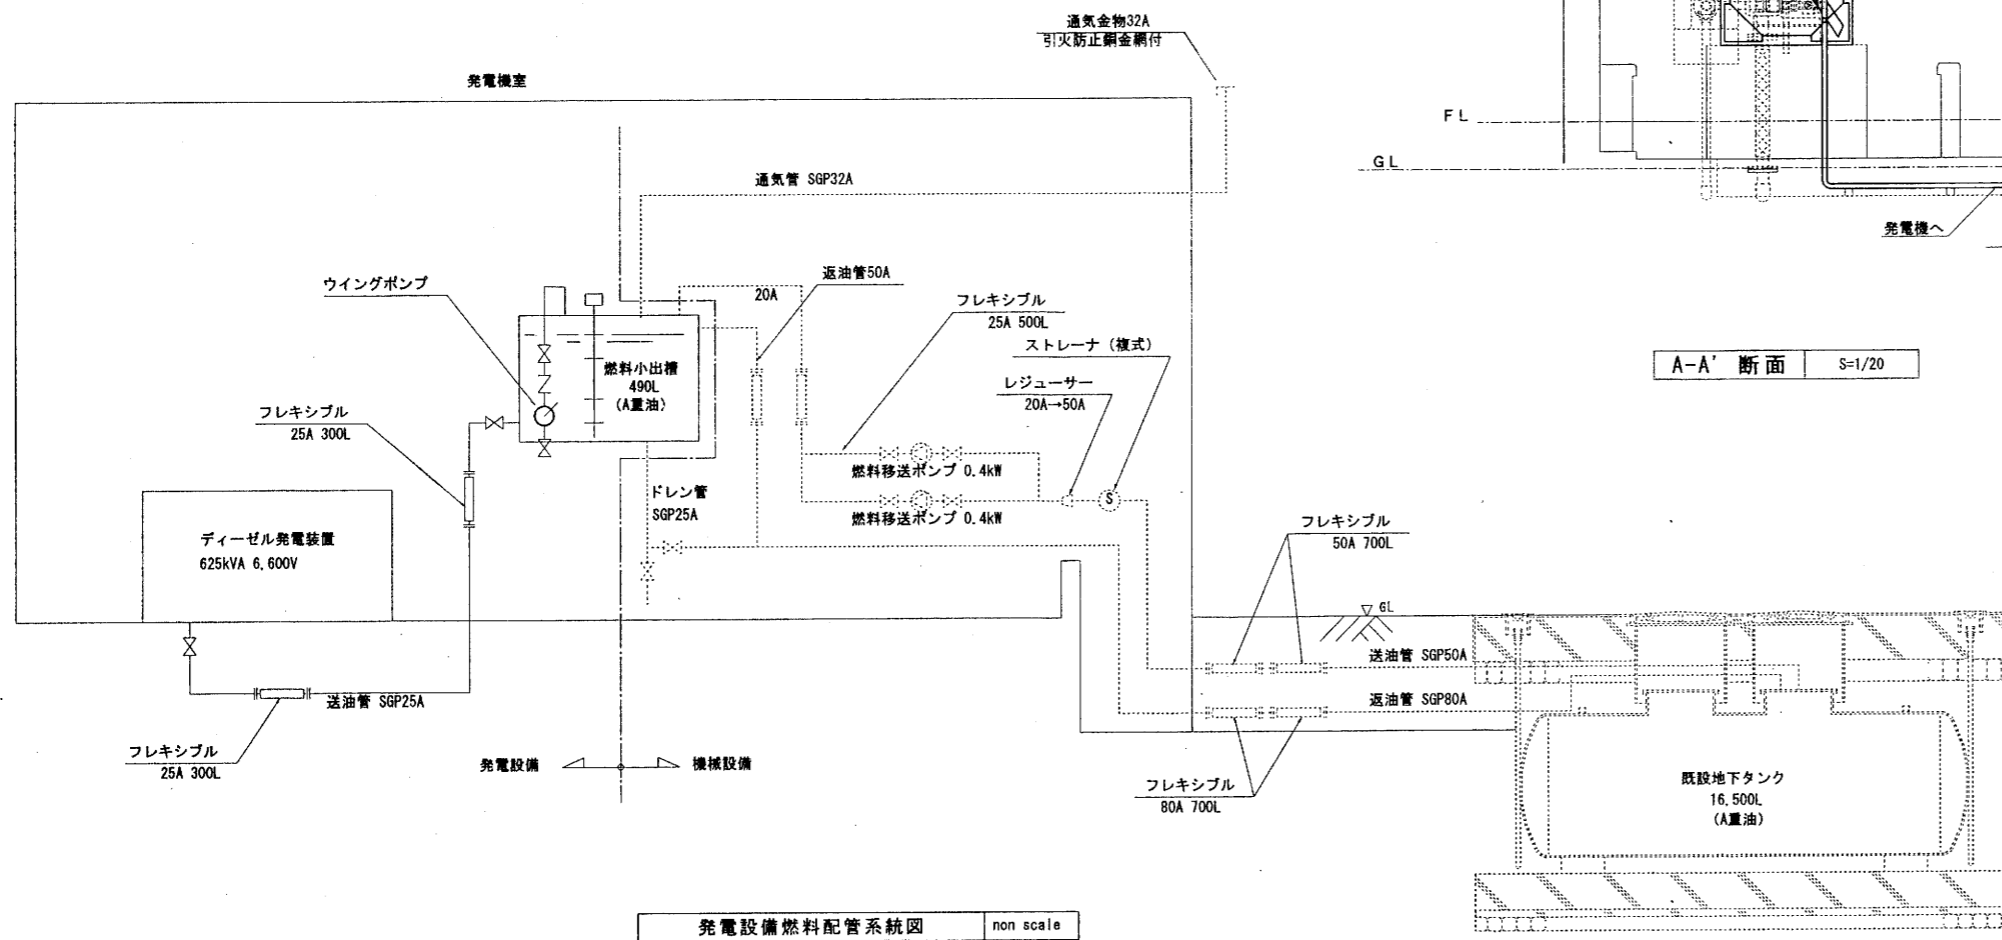 通気金物32A
引火防止銅金網付
発電機室
FL
GL
通気管 SGP32A
発電機へ
ウイングポンプ
返油管50A
20A
フレキシブル
25A 500L
ストレーナ（複式）
A-A' 断面
S=1/20
燃料小出槽
490L
（A重油）
レジューサー
20A→50A
フレキシブル
25A 300L
燃料移送ポンプ 0.4kW
ドレン管
SGP25A
S
燃料移送ポンプ 0.4kW
フレキシブル
50A 700L
ディーゼル発電装置
625kVA 6,600V
GL
送油管 SGP50A
送油管 SGP25A
返油管 SGP80A
フレキシブル
25A 300L
発電設備
機械設備
フレキシブル
80A 700L
既設地下タンク
16,500L
（A重油）
発電設備燃料配管系統図
non scale